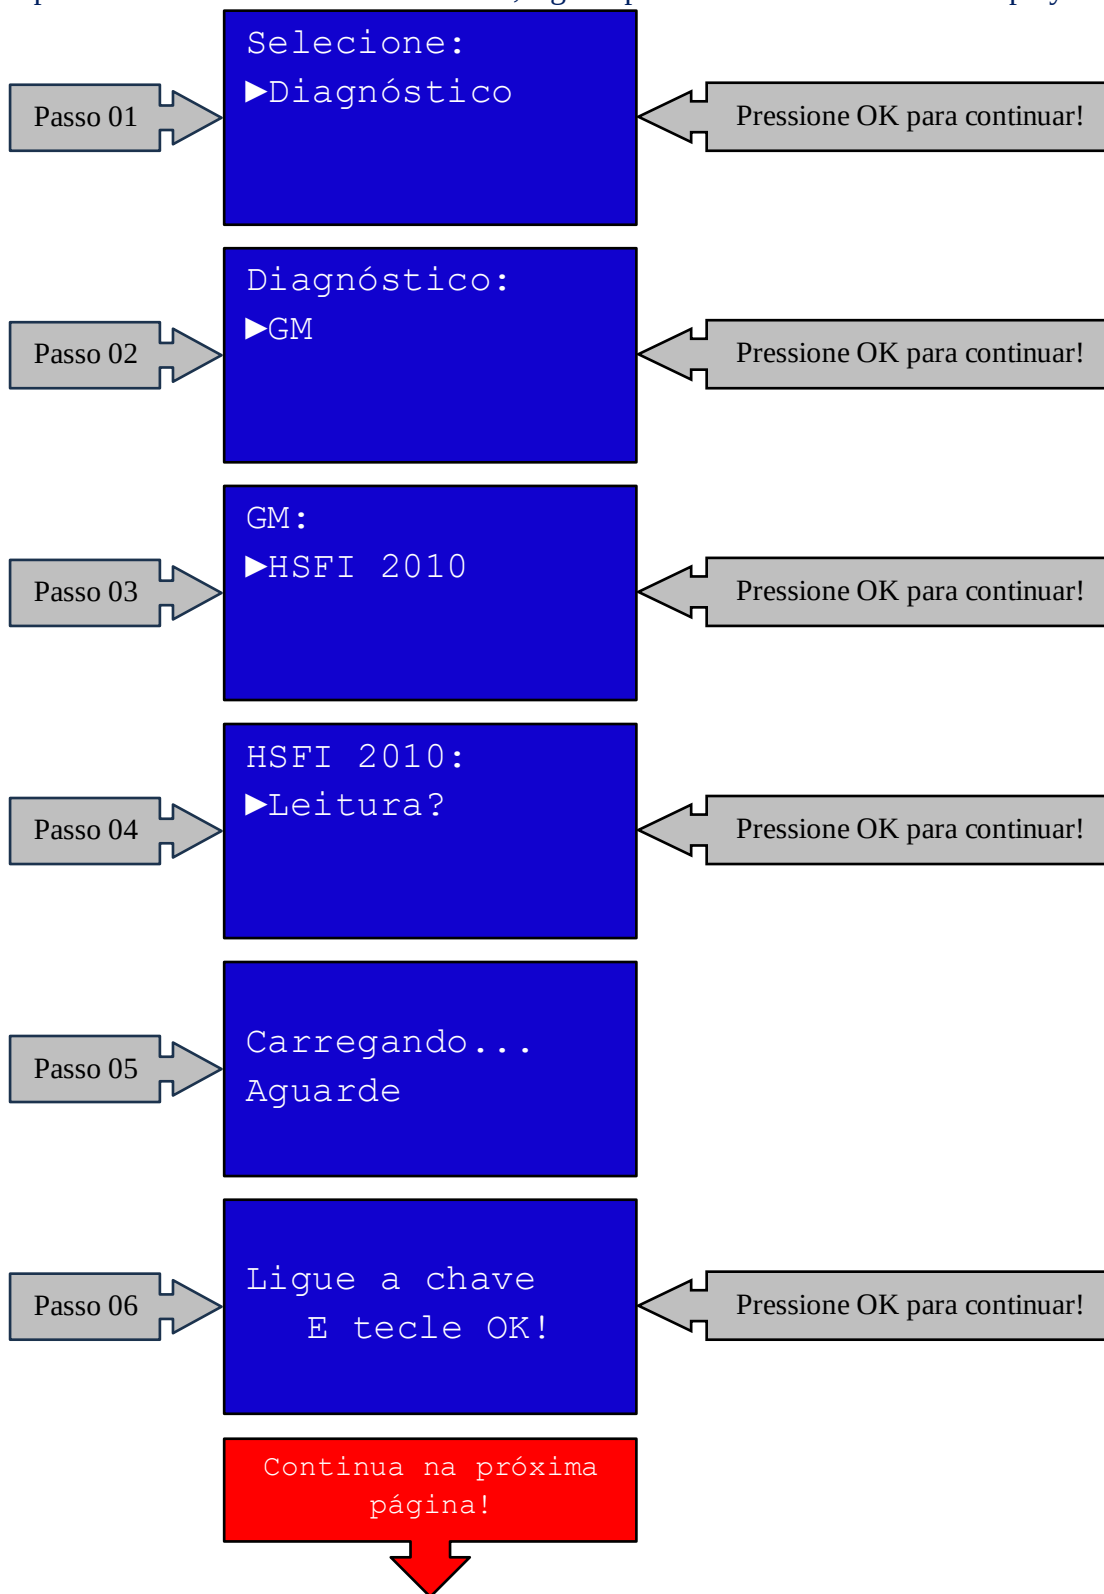 Selecione:
►Diagnóstico
Passo 01
Pressione OK para continuar!
Diagnóstico:
►GM
Passo 02
Pressione OK para continuar!
GM:
►HSFI 2010
Passo 03
Pressione OK para continuar!
HSFI 2010:
►Leitura?
Passo 04
Pressione OK para continuar!
Carregando...
Aguarde
Passo 05
Ligue a chave
E tecle OK!
Passo 06
Pressione OK para continuar!
Continua na próxima
página!